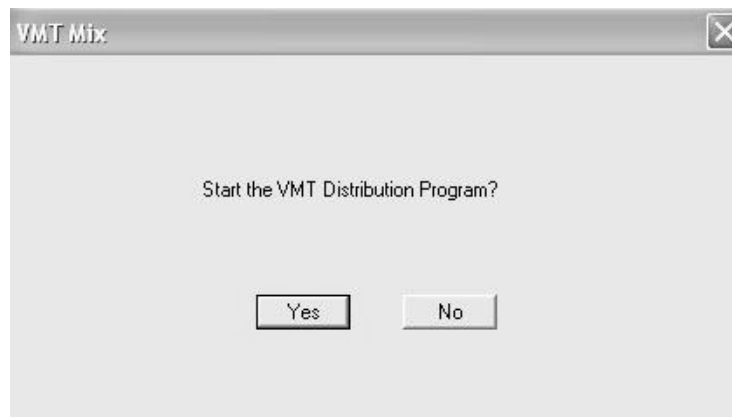 VMT Mix
Start the VMT Distribution Program?
Yes
No